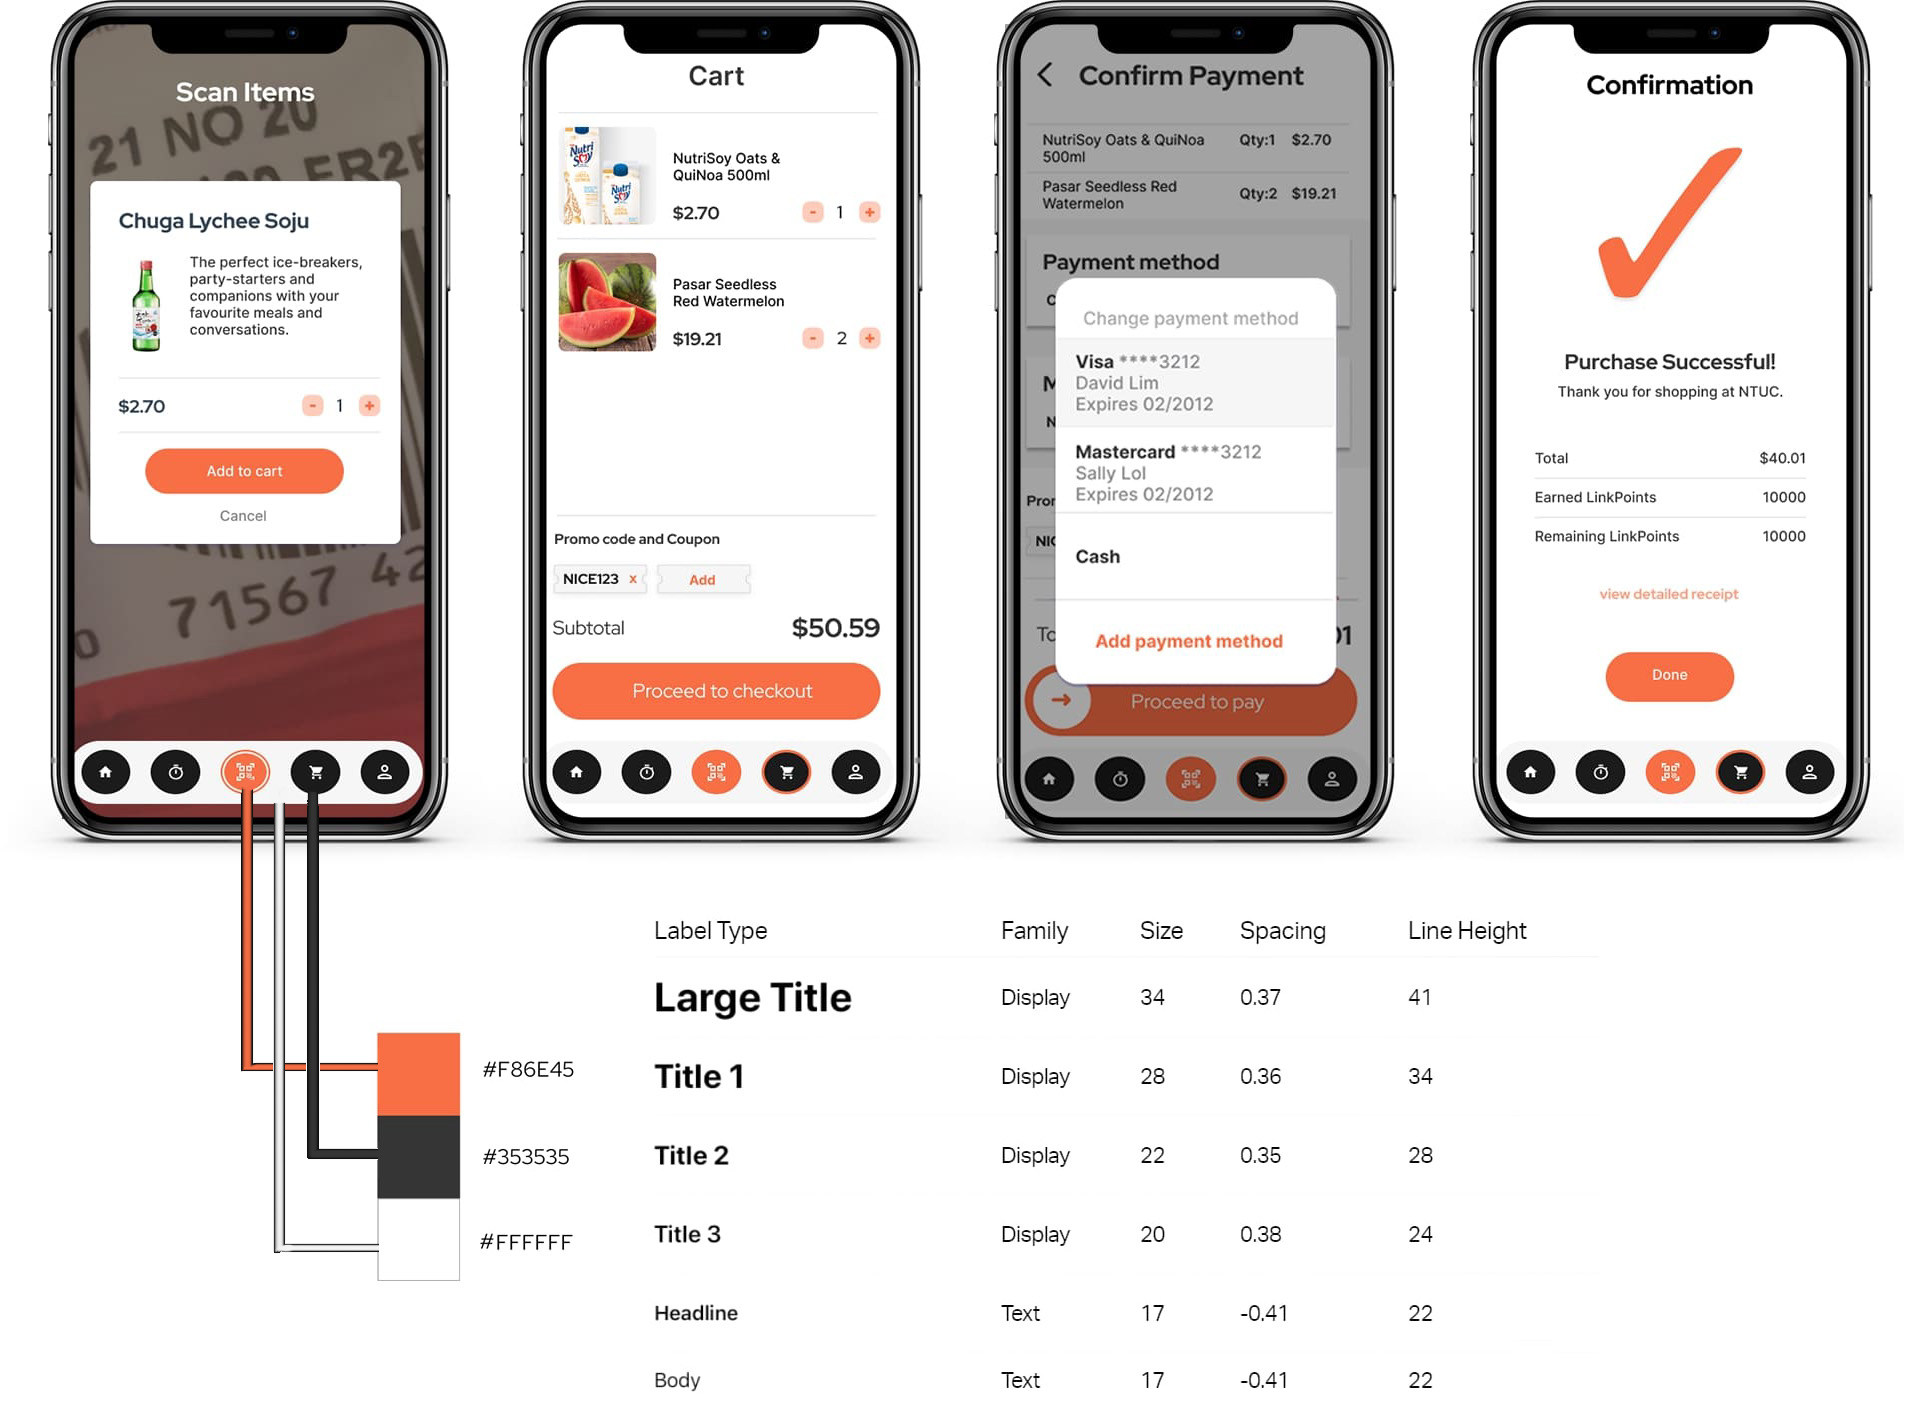 Scan Items
21 NO 20
Chuga Lychee Soju
The perfect ice-breakers,
party-starters and
companions with your
favourite meals and
conversations.
$2.70
- 1 +
Add to cart
Cancel
71567 42
Cart
NutriSoy Oats &
QuiNoa 500ml
$2.70
- 1 +
Pasar Seedless
Red Watermelon
$19.21
- 2 +
Promo code and Coupon
NICE123 x Add
Subtotal $50.59
Proceed to checkout
Confirm Payment
NutriSoy Oats & QuiNoa Qty:1 $2.70
500ml
Pasar Seedless Red Qty:2 $19.21
Watermelon
Payment method
Change payment method
Visa ****3212
David Lim
Expires 02/2012
Mastercard ****3212
Sally Lol
Expires 02/2012
Cash
Add payment method
Proceed to pay
Confirmation
Purchase Successful!
Thank you for shopping at NTUC.
Total $40.01
Earned LinkPoints 10000
Remaining LinkPoints 10000
view detailed receipt
Done
#F86E45
#353535
#FFFFFF
Label Type Family Size Spacing Line Height
Large Title Display 34 0.37 41
Title 1 Display 28 0.36 34
Title 2 Display 22 0.35 28
Title 3 Display 20 0.38 24
Headline Text 17 -0.41 22
Body Text 17 -0.41 22